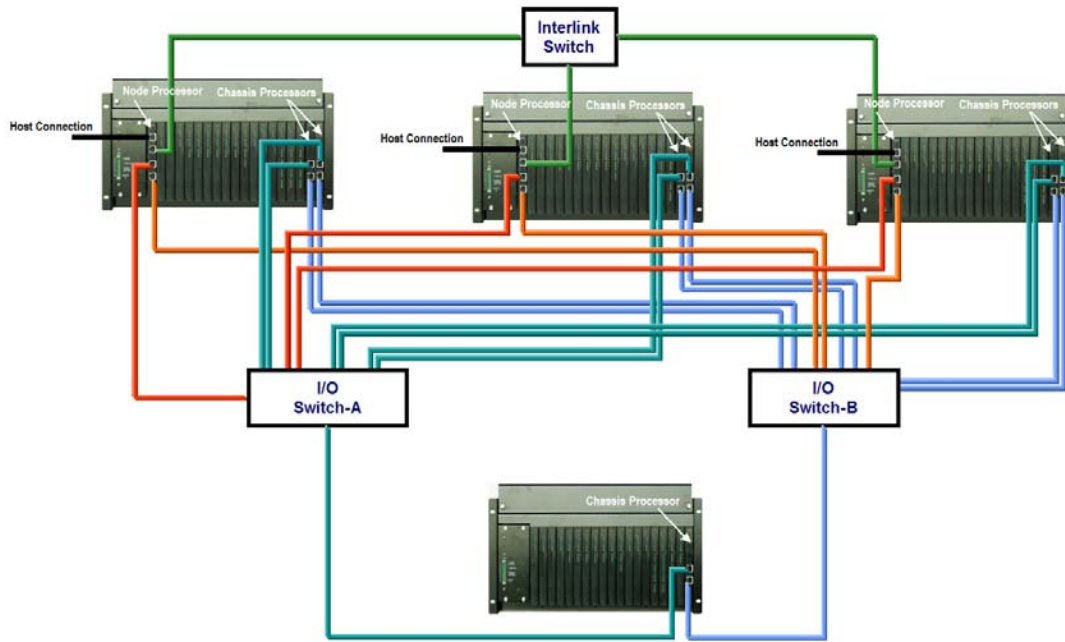 Interlink
Switch
Node Processor
Chassis Processors
Host Connection
Node Processor
Chassis Processors
Host Connection
Node Processor
Chassis Processors
Host Connection
I/O
Switch-A
I/O
Switch-B
Chassis Processor